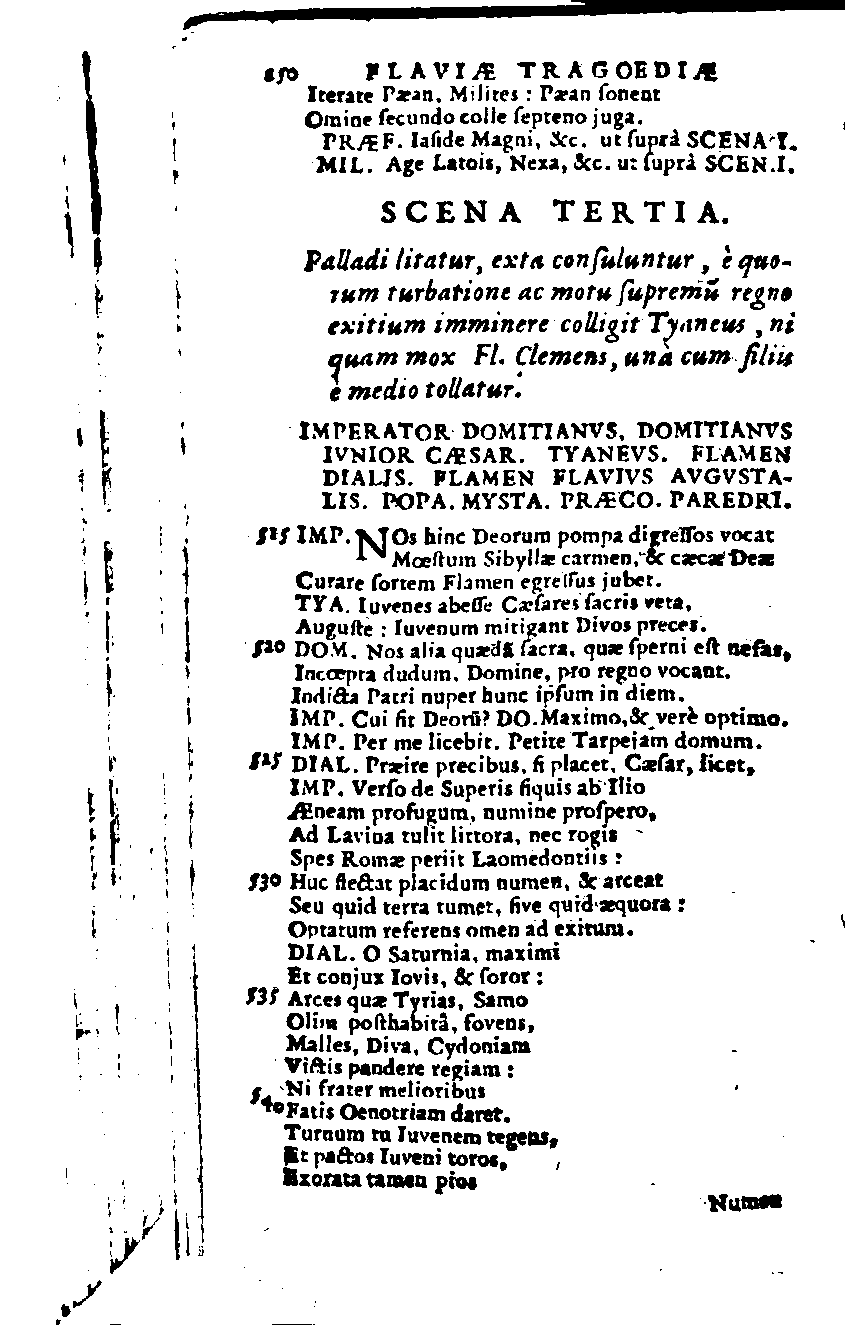 250 FLAVIÆ TRAGOEDIÆ
Iterate Pæan, Milites : Pæan ſonent
Omine ſecundo colle ſepteno juga.
PRÆF. Iaſide Magni, &c. ut ſuprà SCENA I.
MIL. Age Latois, Nexa, &c. ut ſuprà SCEN.I.
SCENA TERTIA.
Palladi litatur, exta conſuluntur, è quo-
rum turbatione ac motu ſupremũ regno
exitium imminere colligit Tyaneus, ni
quam mox Fl. Clemens, unà cum filiis
è medio tollatur.
IMPERATOR DOMITIANVS, DOMITIANVS
IVNIOR CÆSAR. TYANEVS. FLAMEN
DIALIS. FLAMEN FLAVIVS AVGVSTA-
LIS. POPA. MYSTA. PRÆCO. PAREDRI.
515 IMP. NOs hinc Deorum pompa digreſſos vocat
Mœſtum Sibyllæ carmen, & cæcæ Deæ
Curare ſortem Flamen egreſſus jubet.
TYA. Iuvenes abeſſe Cæſares ſacris veta,
Auguſte : Iuvenum mitigant Divos preces.
520 DOM. Nos alia quædã ſacra, quæ ſperni eſt nefas,
Incœpta dudum, Domine, pro regno vocant.
Indicta Patri nuper hunc ipſum in diem.
IMP. Cui fit Deorũ? DO. Maximo, & verè optimo.
IMP. Per me licebit. Petite Tarpejam domum.
525 DIAL. Præire precibus, ſi placet, Cæſar, licet,
IMP. Verſo de Superis ſiquis ab Ilio
Æneam profugum, numine proſpero,
Ad Lavina tulit littora, nec rogis
Spes Romæ periit Laomedontiis :
530 Huc flectat placidum numen, & arceat
Seu quid terra tumet, ſive quid æquora :
Optatum referens omen ad exitum.
DIAL. O Saturnia, maximi
Et conjux Iovis, & ſoror :
535 Arces quæ Tyrias, Samo
Olim poſthabitâ, fovens,
Malles, Diva, Cydoniam
Victis pandere regiam :
Ni frater melioribus
540 Fatis Oenotriam daret.
Turnum tu Iuvenem tegens,
Et pactos Iuveni toros,
Exorata tamen pios
Numen